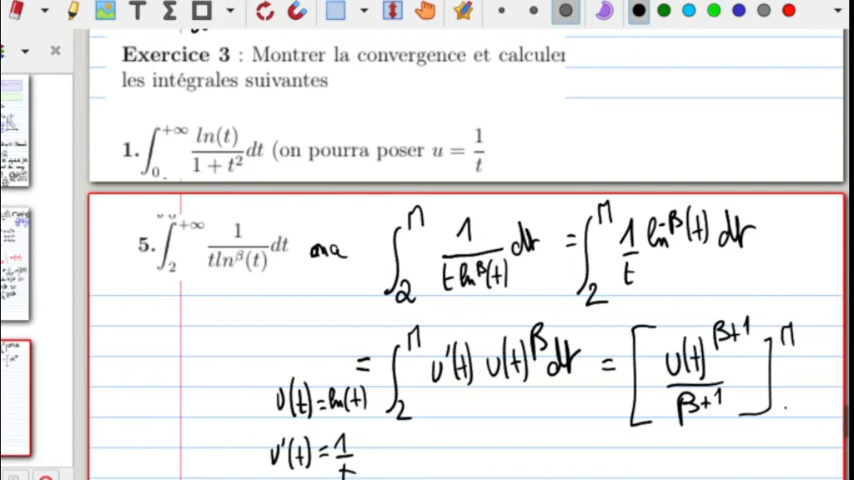 Exercice 3 : Montrer la convergence et calculer
les intégrales suivantes
1. ∫₀^{+∞} ln(t)/(1 + t²) dt (on pourra poser u = 1/t
5. ∫₂^{+∞} 1/(tln^β(t)) dt ona ∫₂^M 1/(t ln^β(t)) dt = ∫₂^M 1/t ln^{-β}(t) dt
= ∫₂^M u'(t) u(t)^β dt = [u(t)^{β+1}/(β+1)]^M
u(t) = ln(t)
u'(t) = 1/t